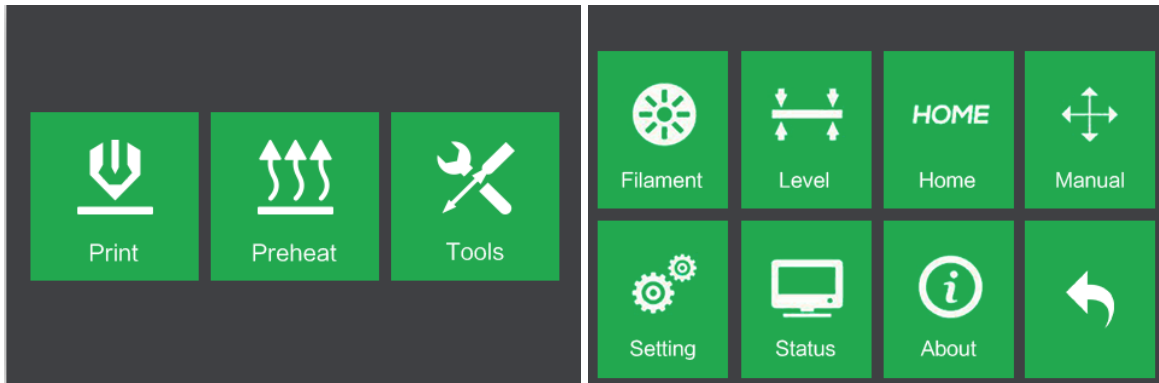 Print
Preheat
Tools
HOME
Filament
Level
Home
Manual
i
Setting
Status
About